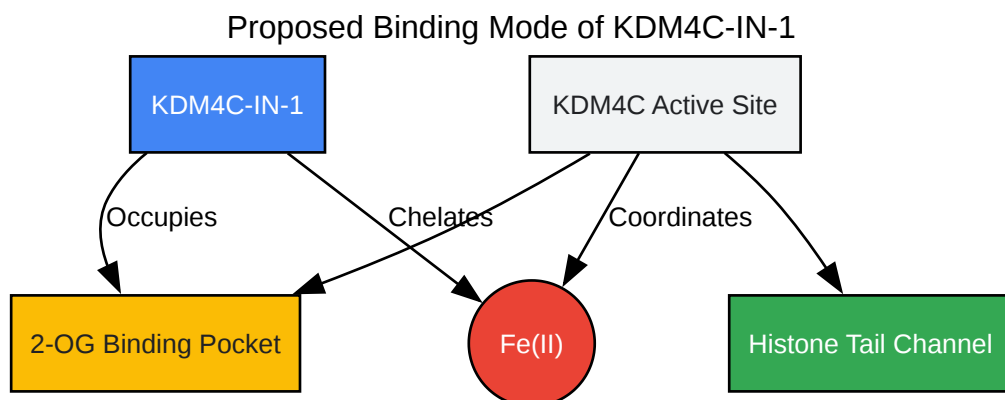 Proposed Binding Mode of KDM4C-IN-1
KDM4C-IN-1
KDM4C Active Site
Occupies
Chelates
Coordinates
2-OG Binding Pocket
Fe(II)
Histone Tail Channel